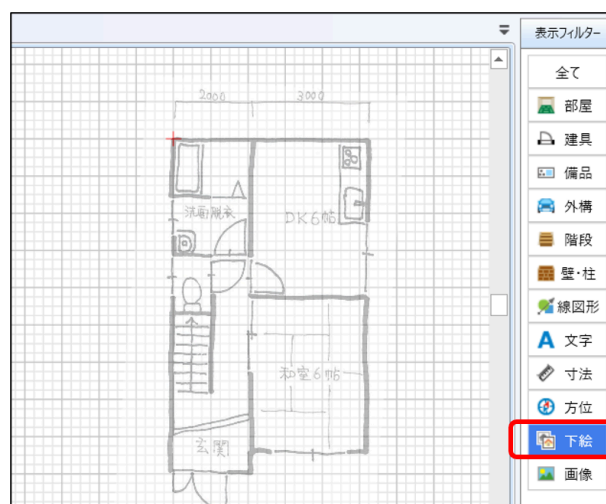 表示フィルター
全て
部屋
建具
備品
外構
階段
壁・柱
線図形
文字
寸法
方位
下絵
画像
2000 3000
洗面脱衣
DK6帖
和室6帖
玄関